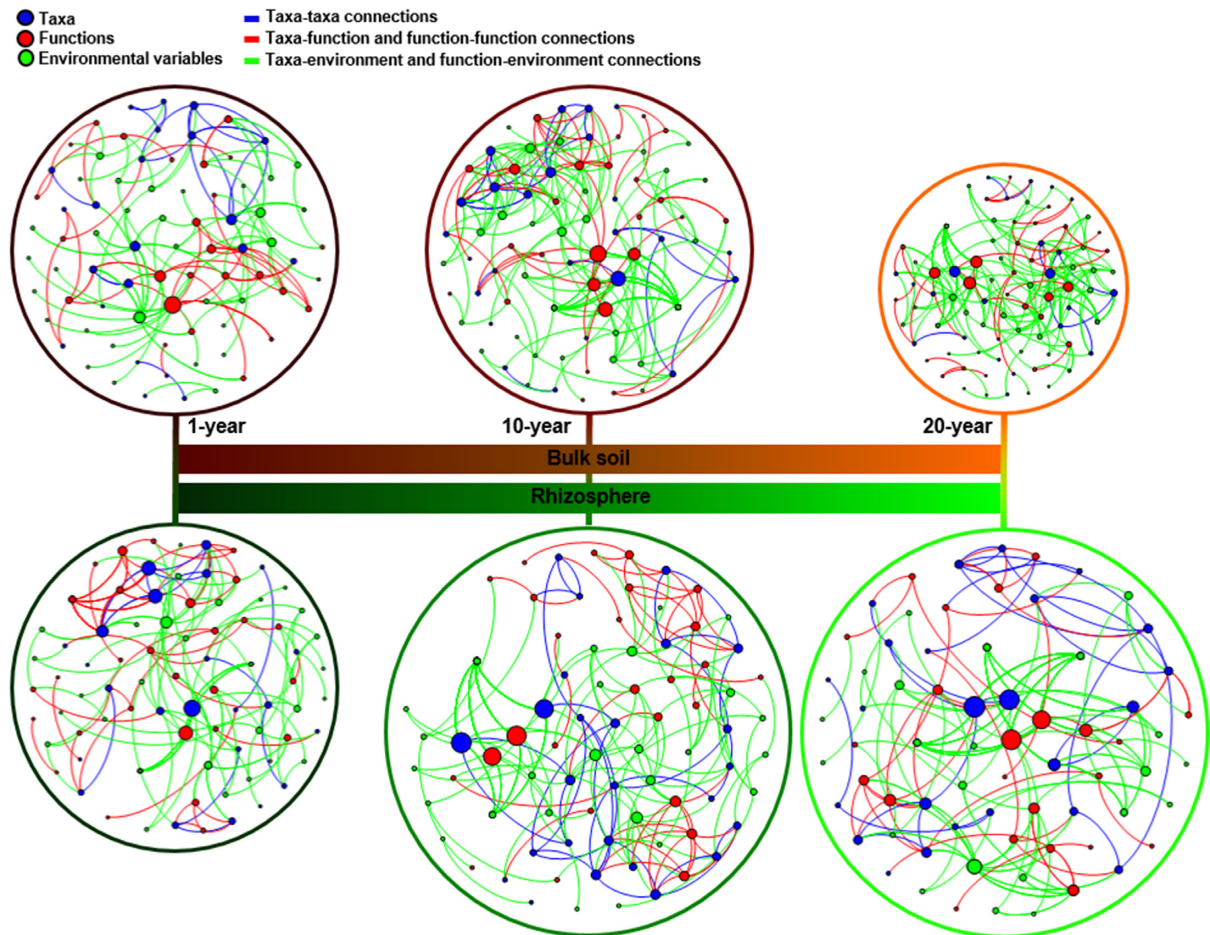 Taxa
Functions
Environmental variables
Taxa-taxa connections
Taxa-function and function-function connections
Taxa-environment and function-environment connections
1-year
10-year
20-year
Bulk soil
Rhizosphere